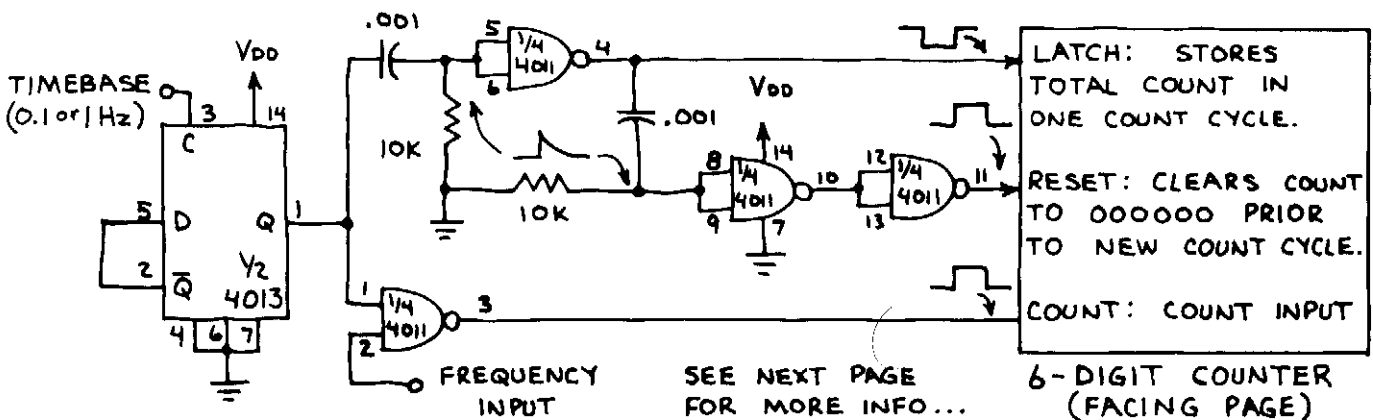 .001
VDD
TIMEBASE
(0.1 or 1 Hz)
3
14
C
5
D
Q
1
2
Q̅
1/2
4013
4
6
7
10K
5
6
1/4
4011
4
.001
10K
VDD
8
9
1/4
4011
14
7
10
12
13
1/4
4011
11
1
2
1/4
4011
3
FREQUENCY
INPUT
SEE NEXT PAGE
FOR MORE INFO...
LATCH: STORES
TOTAL COUNT IN
ONE COUNT CYCLE.
RESET: CLEARS COUNT
TO 000000 PRIOR
TO NEW COUNT CYCLE.
COUNT: COUNT INPUT
6-DIGIT COUNTER
(FACING PAGE)